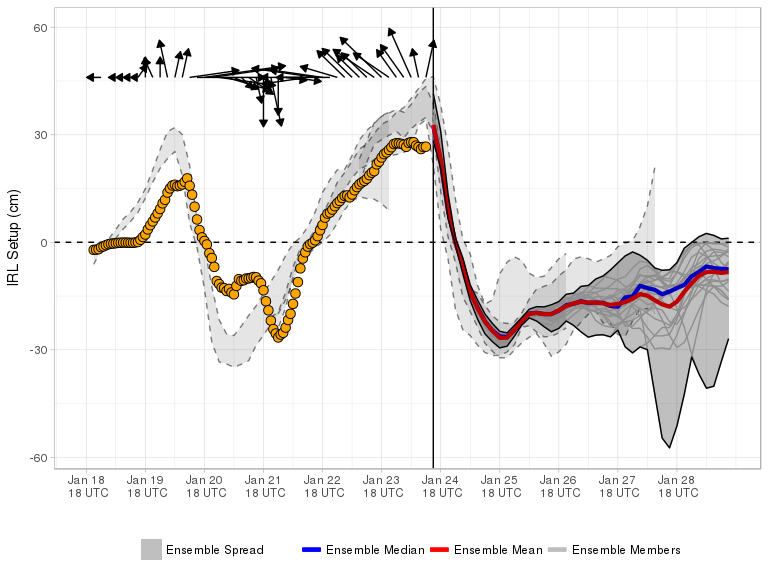 60
30
0
-30
-60
IRL Setup (cm)
Jan 18 Jan 19 Jan 20 Jan 21 Jan 22 Jan 23 Jan 24 Jan 25 Jan 26 Jan 27 Jan 28
18 UTC 18 UTC 18 UTC 18 UTC 18 UTC 18 UTC 18 UTC 18 UTC 18 UTC 18 UTC 18 UTC
Ensemble Spread Ensemble Median Ensemble Mean Ensemble Members